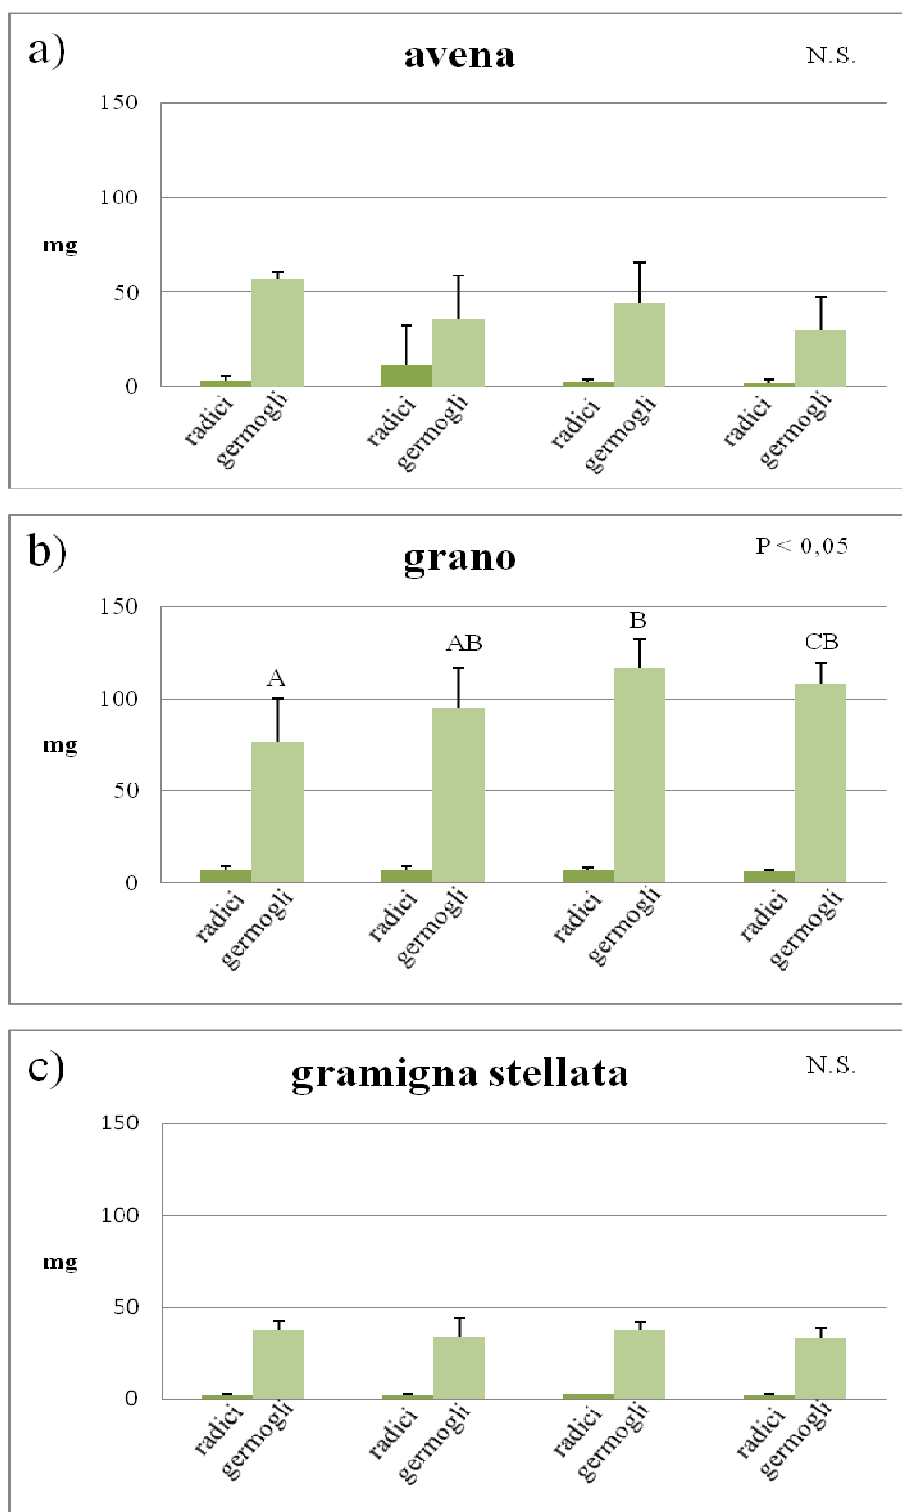 a)
avena
N.S.
150
100
mg
50
0
radici germogli radici germogli radici germogli radici germogli
b)
grano
P < 0,05
150
A AB B CB
100
mg
50
0
radici germogli radici germogli radici germogli radici germogli
c)
gramigna stellata
N.S.
150
100
mg
50
0
radici germogli radici germogli radici germogli radici germogli